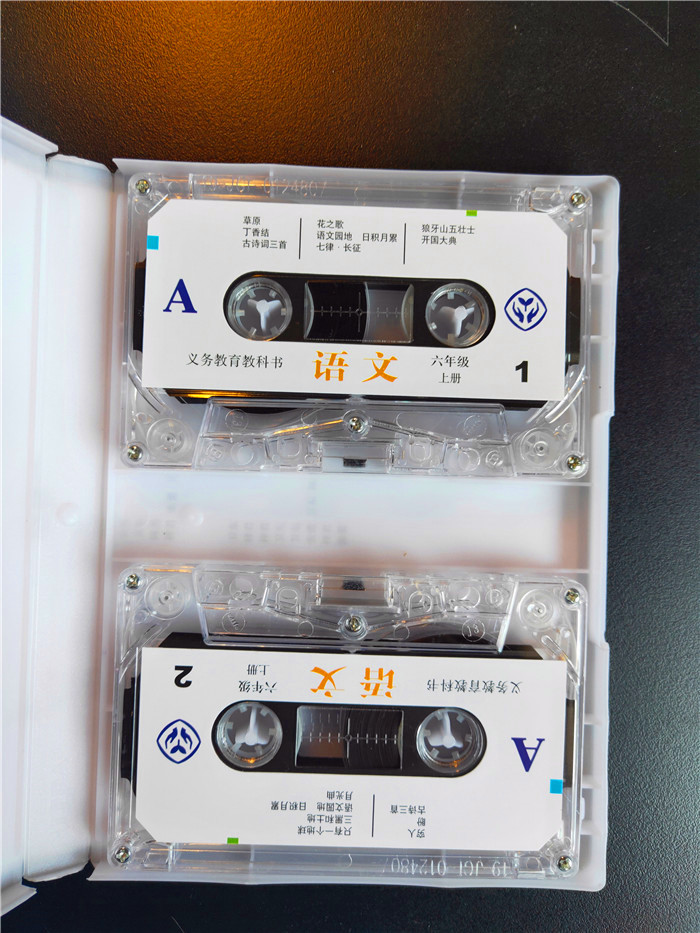 草原
丁香结
古诗词三首
花之歌
语文园地 日积月累
七律·长征
狼牙山五壮士
开国大典
A
义务教育教科书
语文
六年级
上册
1
2
六年级
上册
语文
义务教育教科书
A
穷人
盼
古诗三首
只有一个地球
三黑和土地
语文园地 日积月累
月光曲